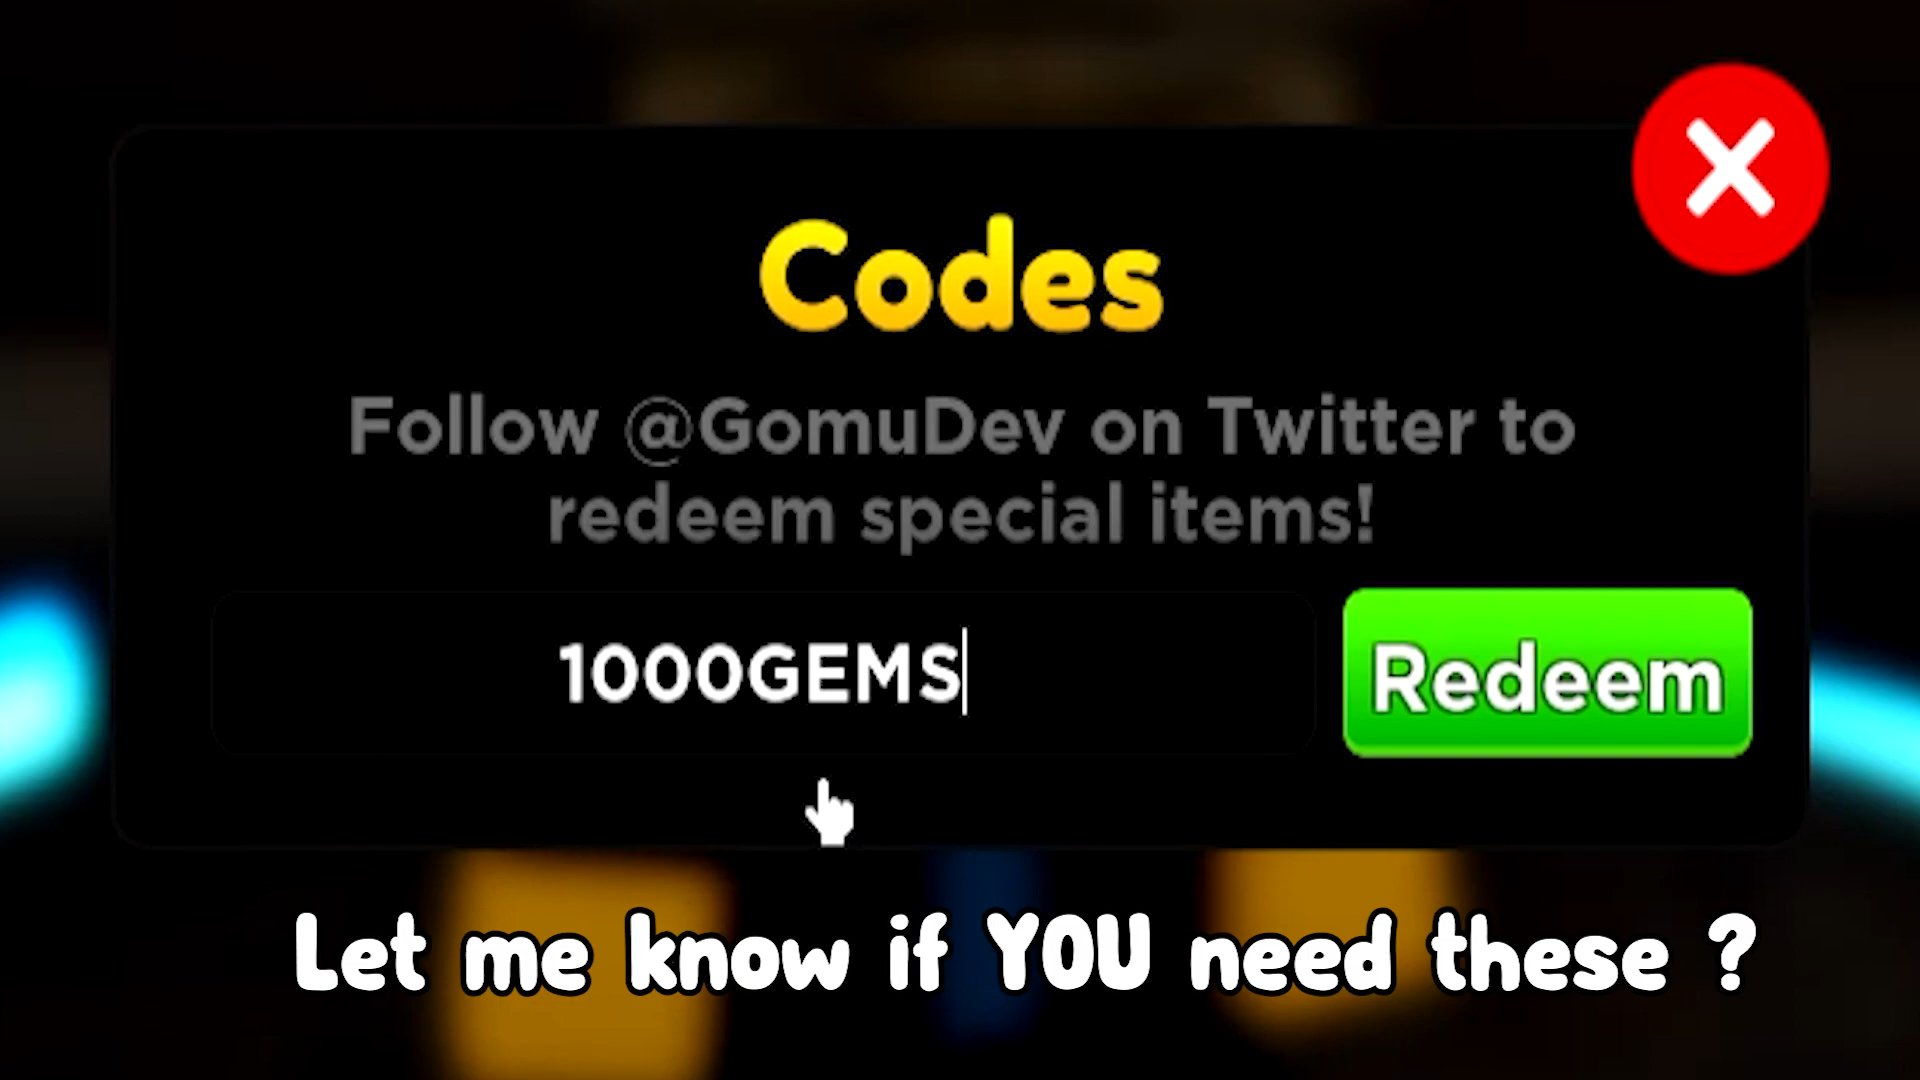 Codes
Follow @GomuDev on Twitter to
redeem special items!
1000GEMS
Redeem
Let me know if YOU need these ?